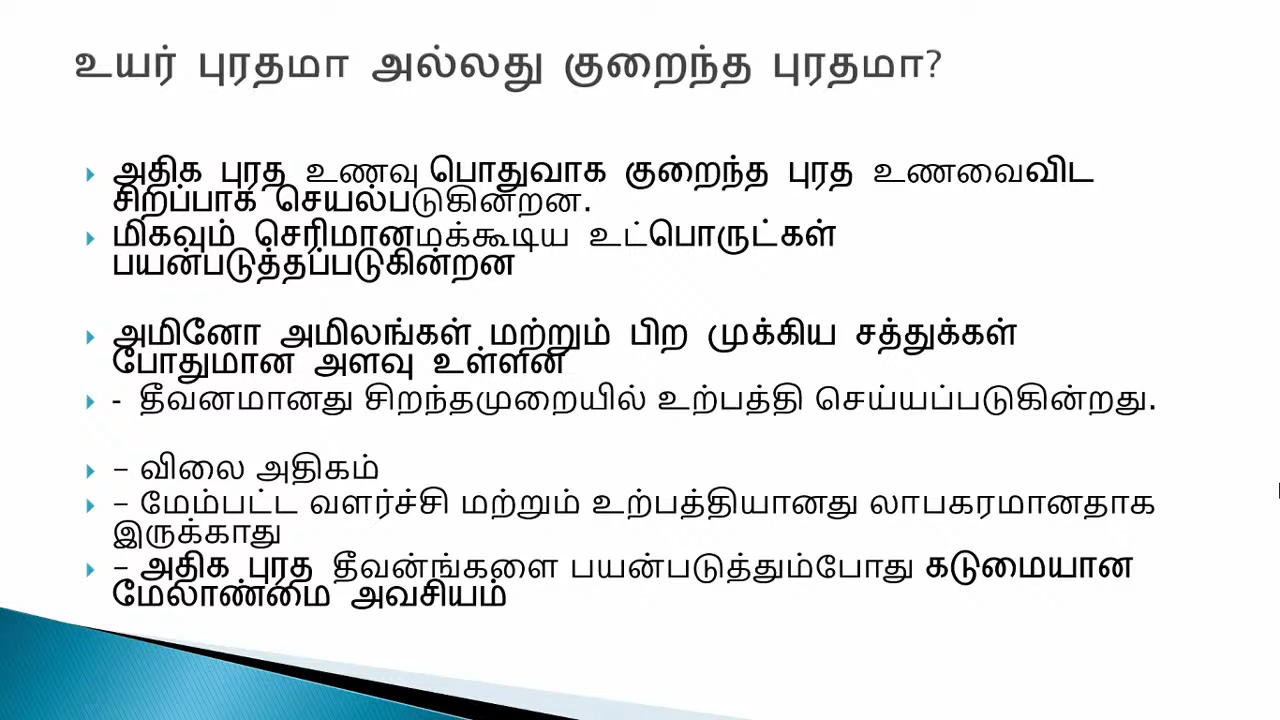 உயர் புரதமா அல்லது குறைந்த புரதமா?
அதிக புரத உணவு பொதுவாக குறைந்த புரத உணவைவிட
சிறப்பாக செயல்படுகின்றன.
மிகவும் செரிமானமக்கூடிய உட்பொருட்கள்
பயன்படுத்தப்படுகின்றன
அமினோ அமிலங்கள் மற்றும் பிற முக்கிய சத்துக்கள்
போதுமான அளவு உள்ளன
- தீவனமானது சிறந்தமுறையில் உற்பத்தி செய்யப்படுகின்றது.
– விலை அதிகம்
– மேம்பட்ட வளர்ச்சி மற்றும் உற்பத்தியானது லாபகரமானதாக
இருக்காது
– அதிக புரத தீவன்ங்களை பயன்படுத்தும்போது கடுமையான
மேலாண்மை அவசியம்